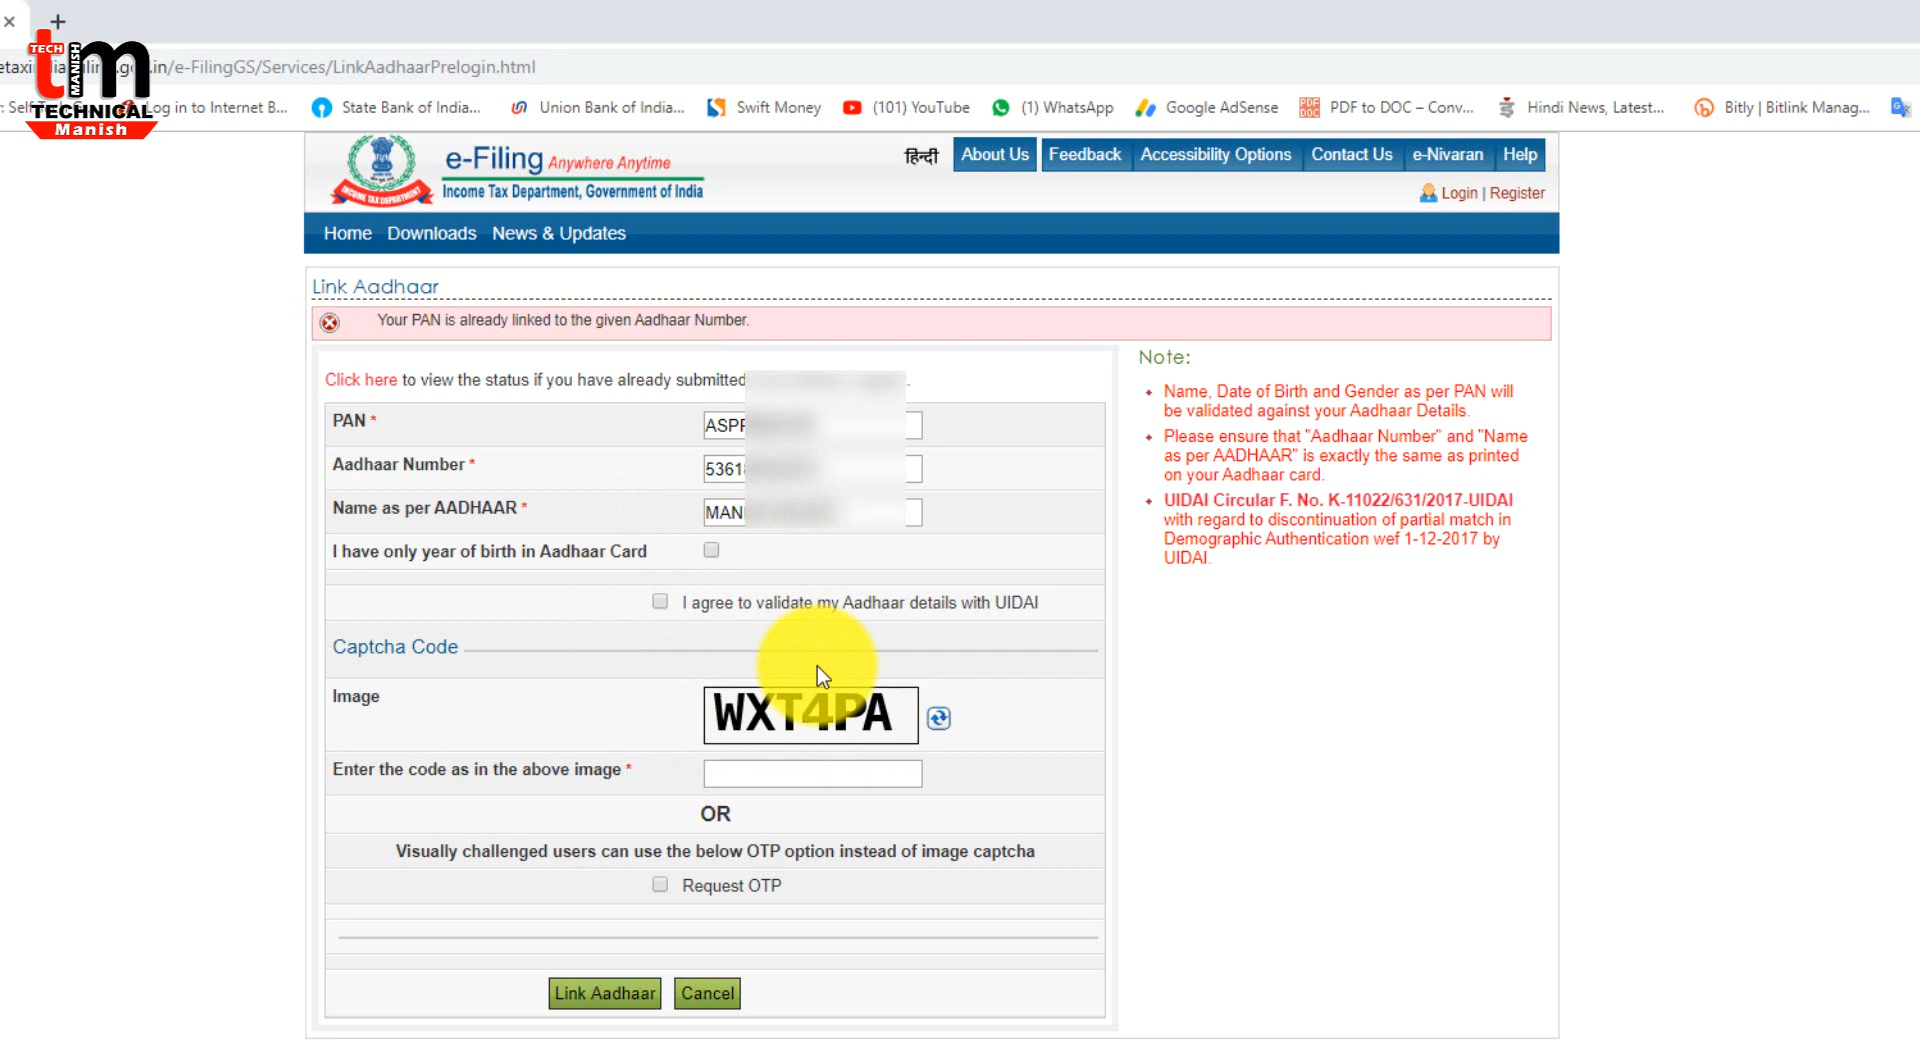 TECH
MANISH
tm
TECHNICAL
Manish
.in/e-FilingGS/Services/LinkAadhaarPrelogin.html
Log in to Internet B...
State Bank of India...
Union Bank of India...
Swift Money
(101) YouTube
(1) WhatsApp
Google AdSense
PDF to DOC – Conv...
Hindi News, Latest...
Bitly | Bitlink Manag...
e-Filing Anywhere Anytime
Income Tax Department, Government of India
INCOME TAX DEPARTMENT
हिन्दी
About Us
Feedback
Accessibility Options
Contact Us
e-Nivaran
Help
Login | Register
Home
Downloads
News & Updates
Link Aadhaar
Your PAN is already linked to the given Aadhaar Number.
Click here to view the status if you have already submitted
PAN *
ASP
Aadhaar Number *
5361
Name as per AADHAAR *
MAN
I have only year of birth in Aadhaar Card
I agree to validate my Aadhaar details with UIDAI
Captcha Code
Image
WXT4PA
Enter the code as in the above image *
OR
Visually challenged users can use the below OTP option instead of image captcha
Request OTP
Link Aadhaar
Cancel
Note:
Name, Date of Birth and Gender as per PAN will
be validated against your Aadhaar Details.
Please ensure that "Aadhaar Number" and "Name
as per AADHAAR" is exactly the same as printed
on your Aadhaar card.
UIDAI Circular F. No. K-11022/631/2017-UIDAI
with regard to discontinuation of partial match in
Demographic Authentication wef 1-12-2017 by
UIDAI.